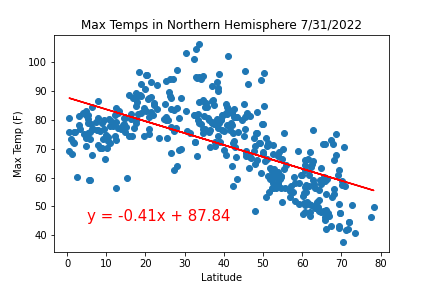 Max Temps in Northern Hemisphere 7/31/2022
Max Temp (F)
100
90
80
70
60
50
40
y = -0.41x + 87.84
0 10 20 30 40 50 60 70 80
Latitude